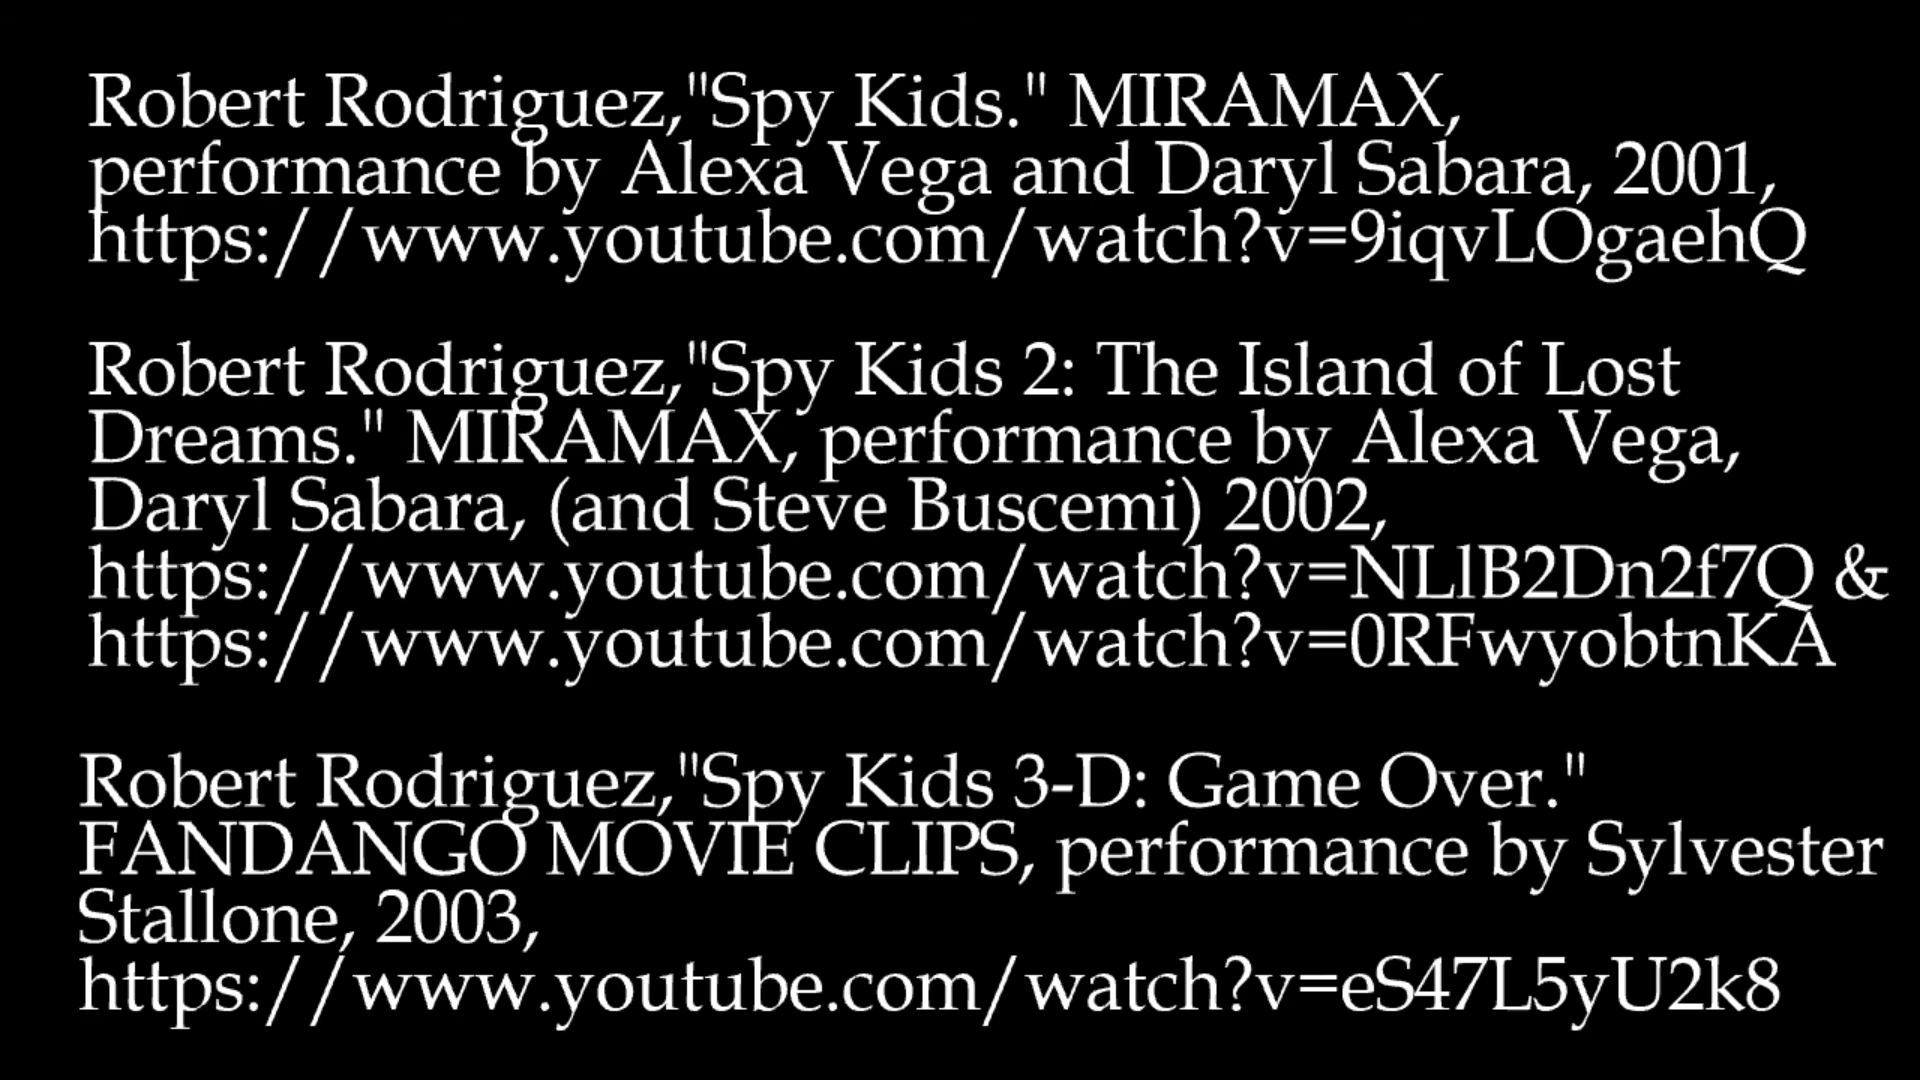 Robert Rodriguez,"Spy Kids." MIRAMAX,
performance by Alexa Vega and Daryl Sabara, 2001,
https://www.youtube.com/watch?v=9iqvLOgaehQ
Robert Rodriguez,"Spy Kids 2: The Island of Lost
Dreams." MIRAMAX, performance by Alexa Vega,
Daryl Sabara, (and Steve Buscemi) 2002,
https://www.youtube.com/watch?v=NLlB2Dn2f7Q &
https://www.youtube.com/watch?v=0RFwyobtnKA
Robert Rodriguez,"Spy Kids 3-D: Game Over."
FANDANGO MOVIE CLIPS, performance by Sylvester
Stallone, 2003,
https://www.youtube.com/watch?v=eS47L5yU2k8